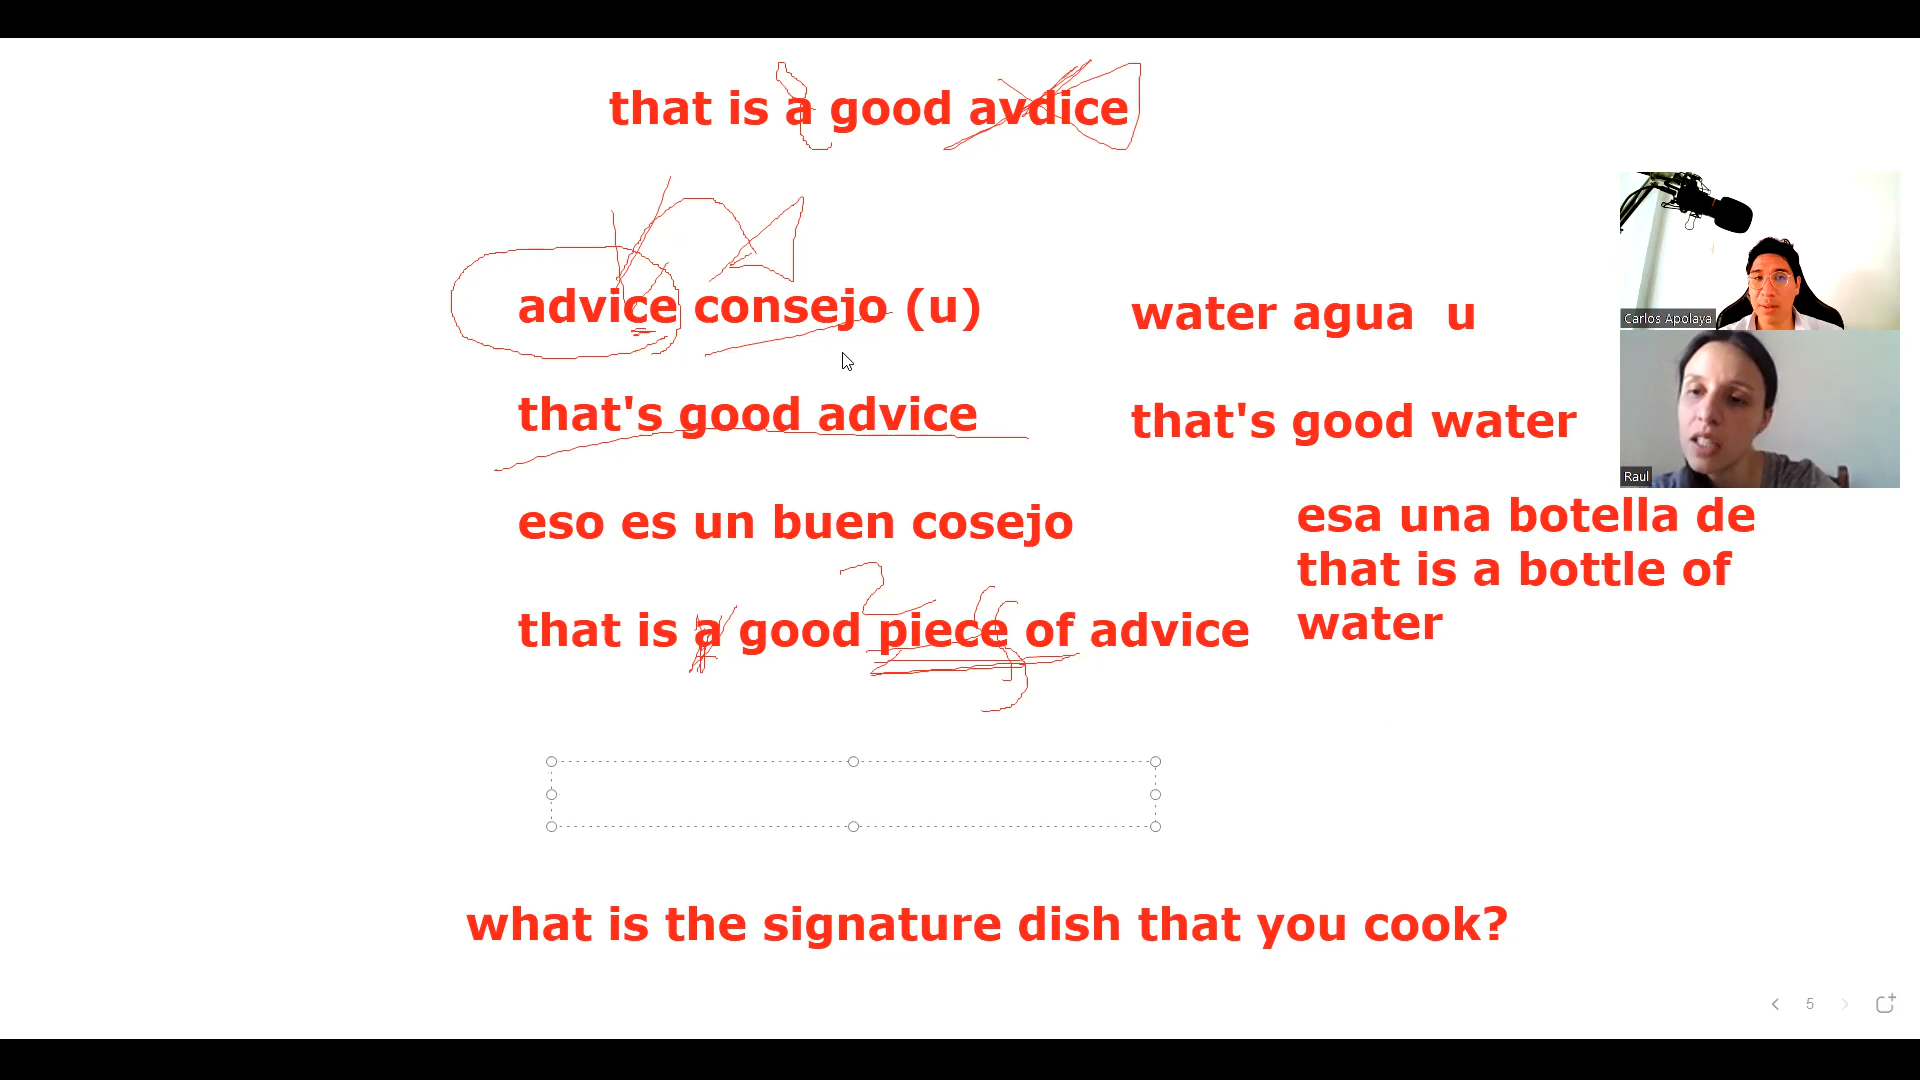 that is a good avdice
advice consejo (u)
water agua u
Carlos Apolaya
that's good advice
that's good water
Raul
eso es un buen cosejo
esa una botella de
that is a bottle of
water
2
that is a good piece of advice
what is the signature dish that you cook?
5